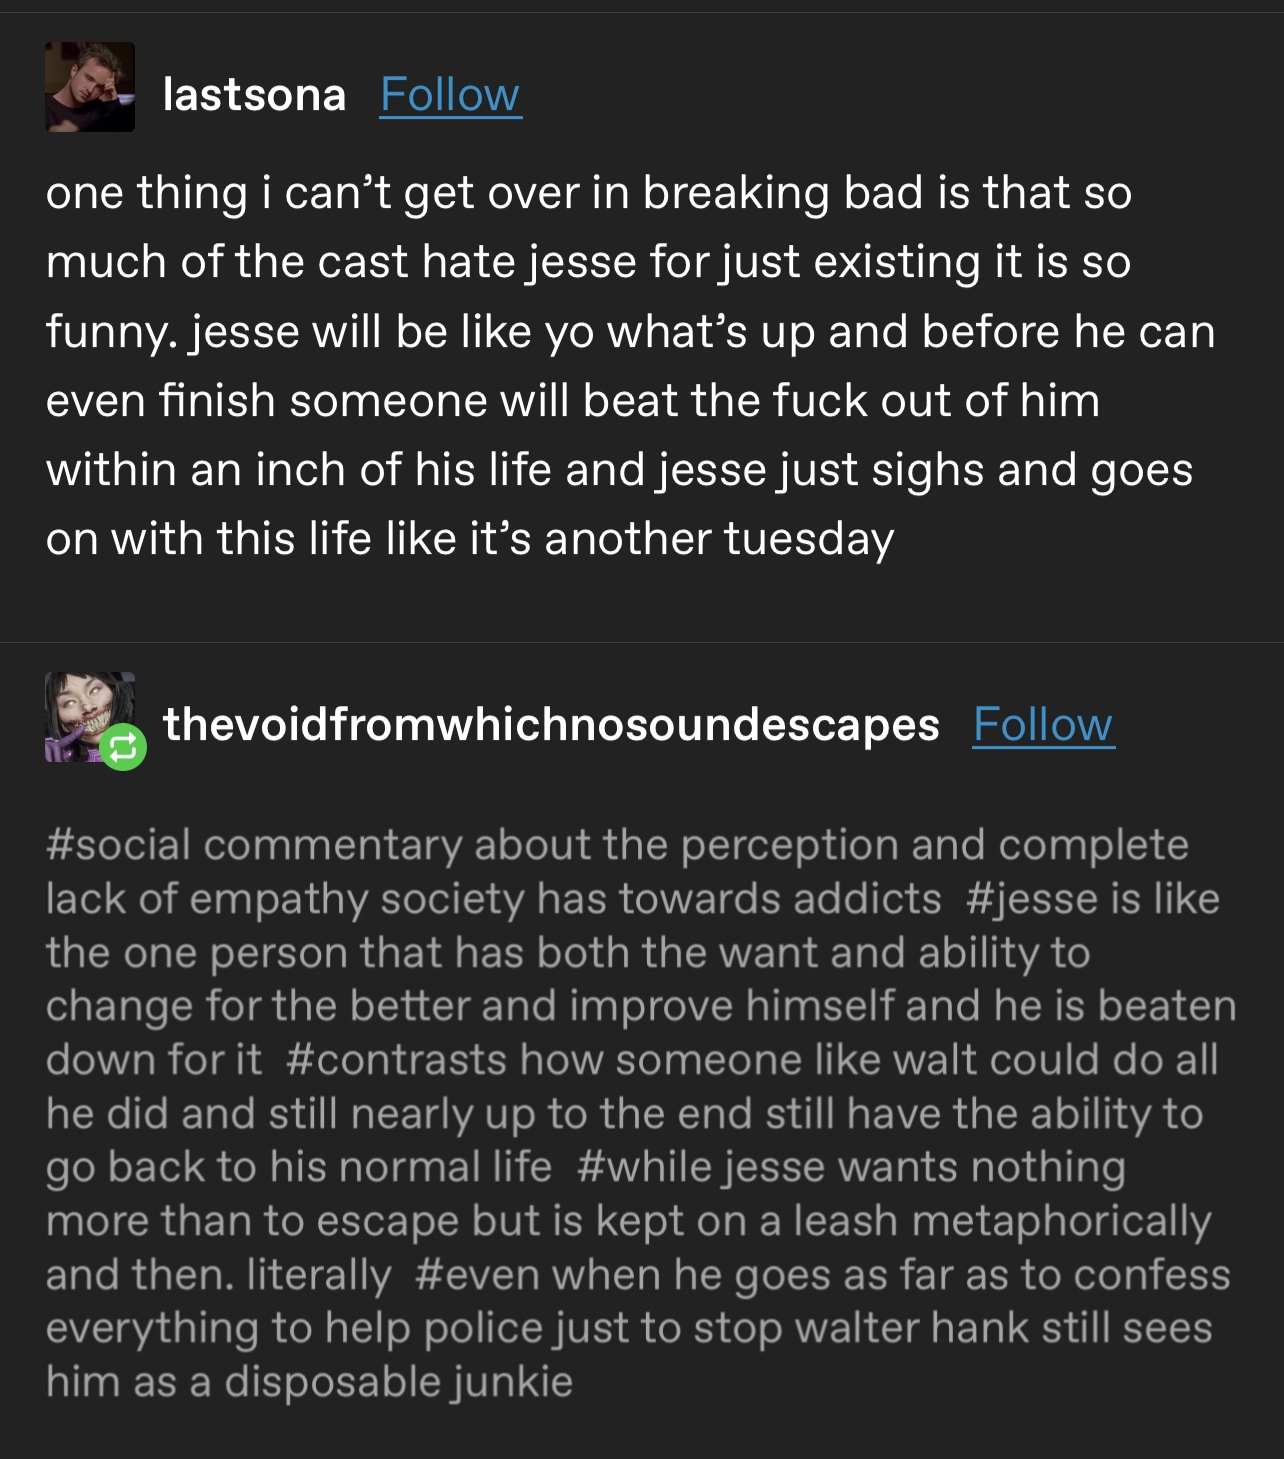 lastsona Follow
one thing i can’t get over in breaking bad is that so
much of the cast hate jesse for just existing it is so
funny. jesse will be like yo what’s up and before he can
even finish someone will beat the fuck out of him
within an inch of his life and jesse just sighs and goes
on with this life like it’s another tuesday
thevoidfromwhichnosoundescapes Follow
#social commentary about the perception and complete
lack of empathy society has towards addicts #jesse is like
the one person that has both the want and ability to
change for the better and improve himself and he is beaten
down for it #contrasts how someone like walt could do all
he did and still nearly up to the end still have the ability to
go back to his normal life #while jesse wants nothing
more than to escape but is kept on a leash metaphorically
and then. literally #even when he goes as far as to confess
everything to help police just to stop walter hank still sees
him as a disposable junkie